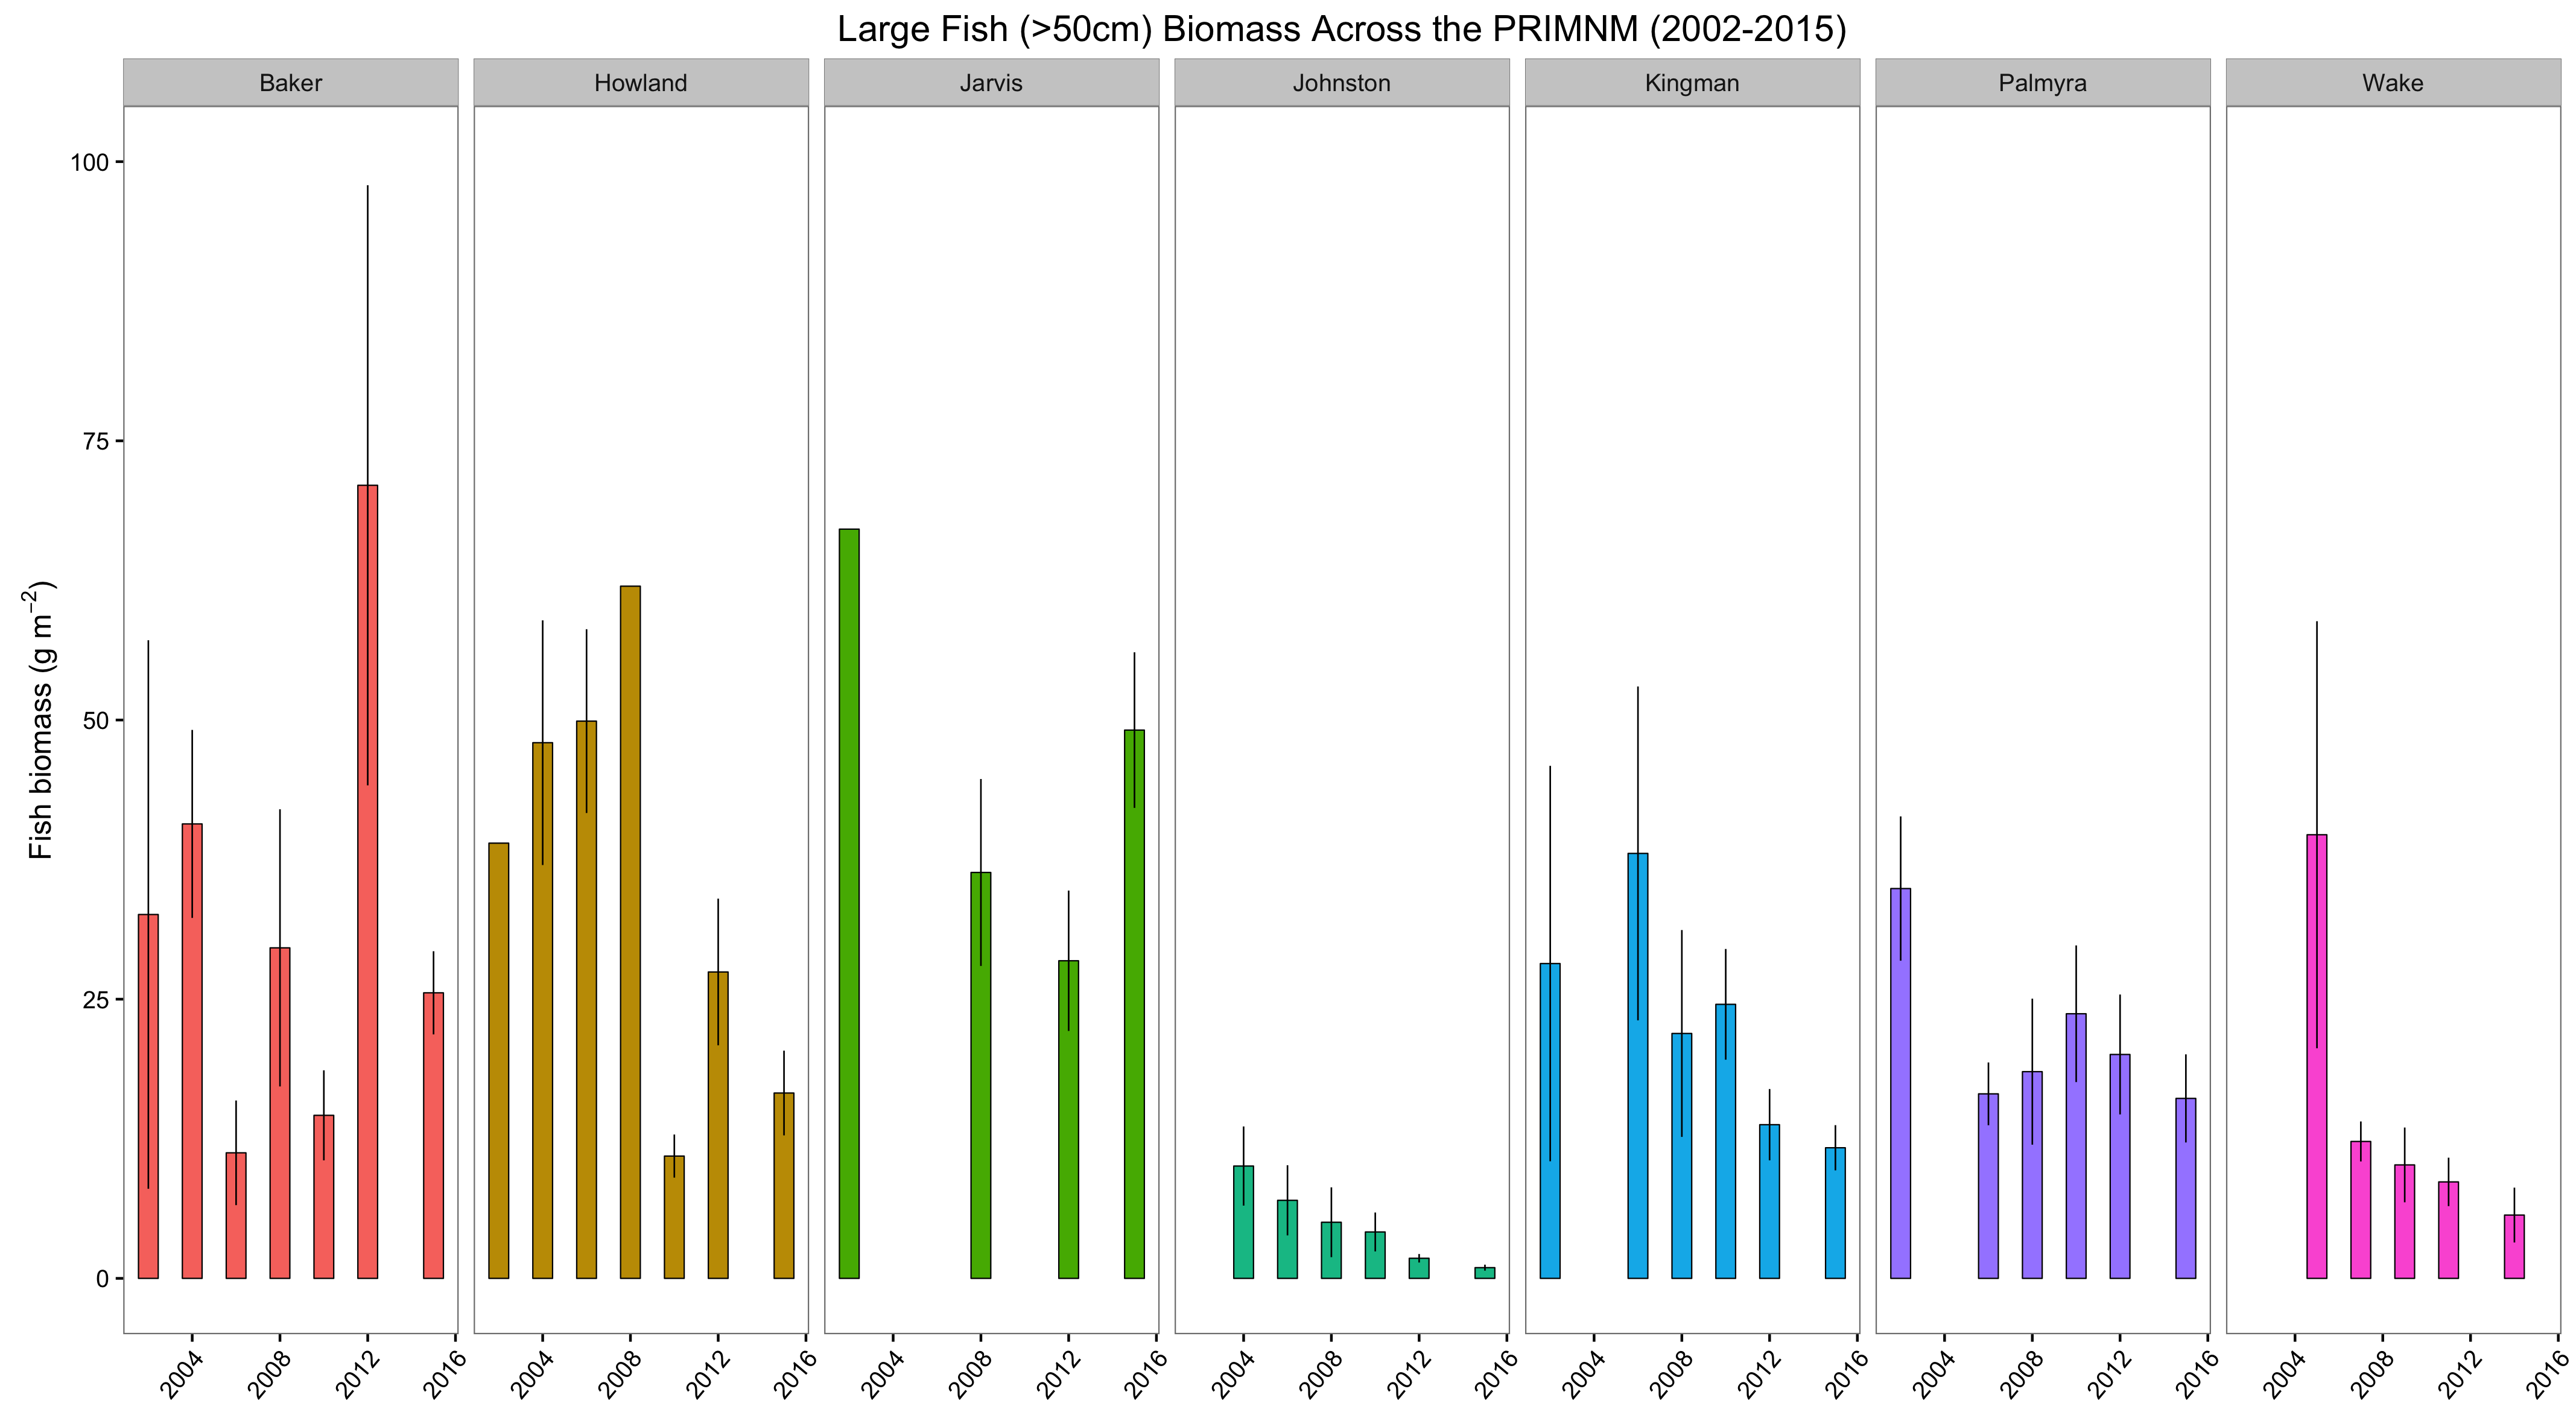 Large Fish (>50cm) Biomass Across the PRIMNM (2002-2015)
Baker Howland Jarvis Johnston Kingman Palmyra Wake
100
75
50
25
0
Fish biomass (g m⁻²)
2004 2008 2012 2016 2004 2008 2012 2016 2004 2008 2012 2016 2004 2008 2012 2016 2004 2008 2012 2016 2004 2008 2012 2016 2004 2008 2012 2016